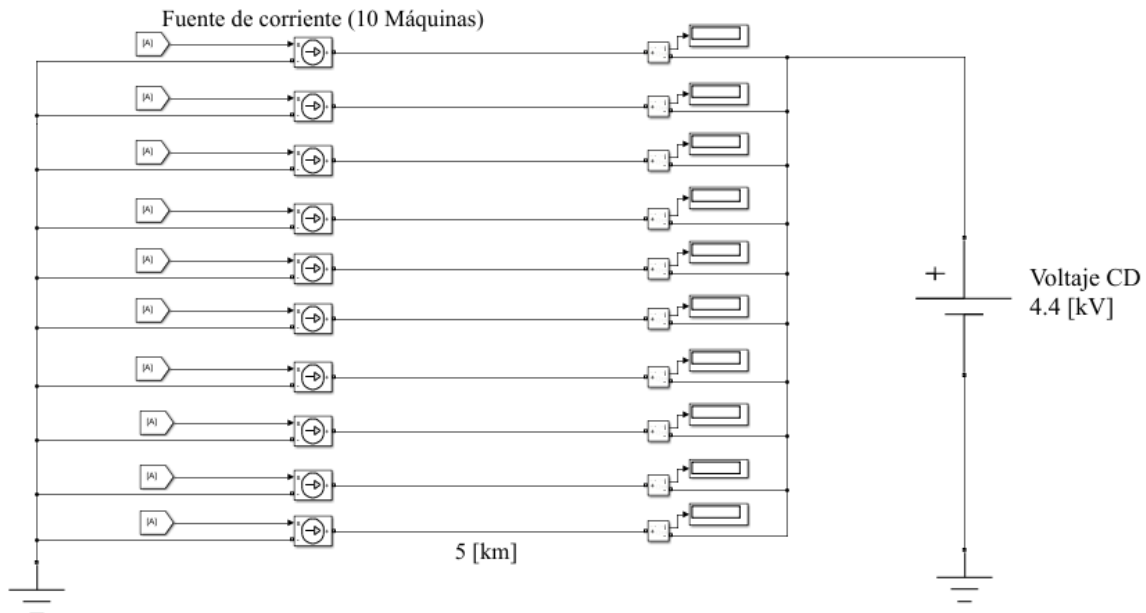 Fuente de corriente (10 Máquinas)
[A]
[A]
[A]
[A]
[A]
[A]
[A]
[A]
[A]
[A]
+
Voltaje CD
4.4 [kV]
5 [km]